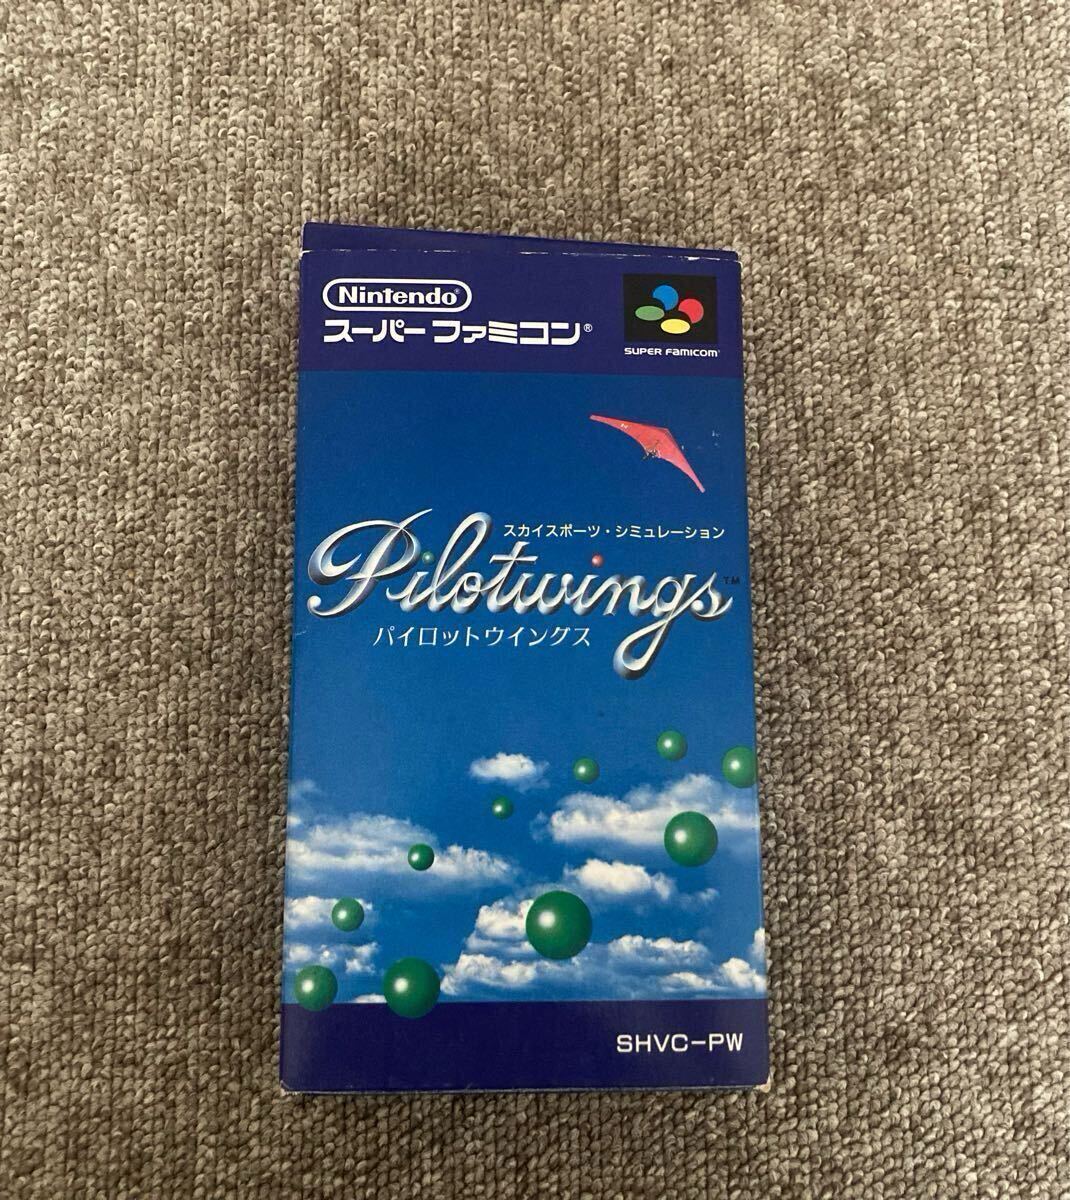 Nintendo®
スーパーファミコン®
SUPER FAMICOM
スカイスポーツ・シミュレーション
Pilotwings™
パイロットウイングス
SHVC-PW